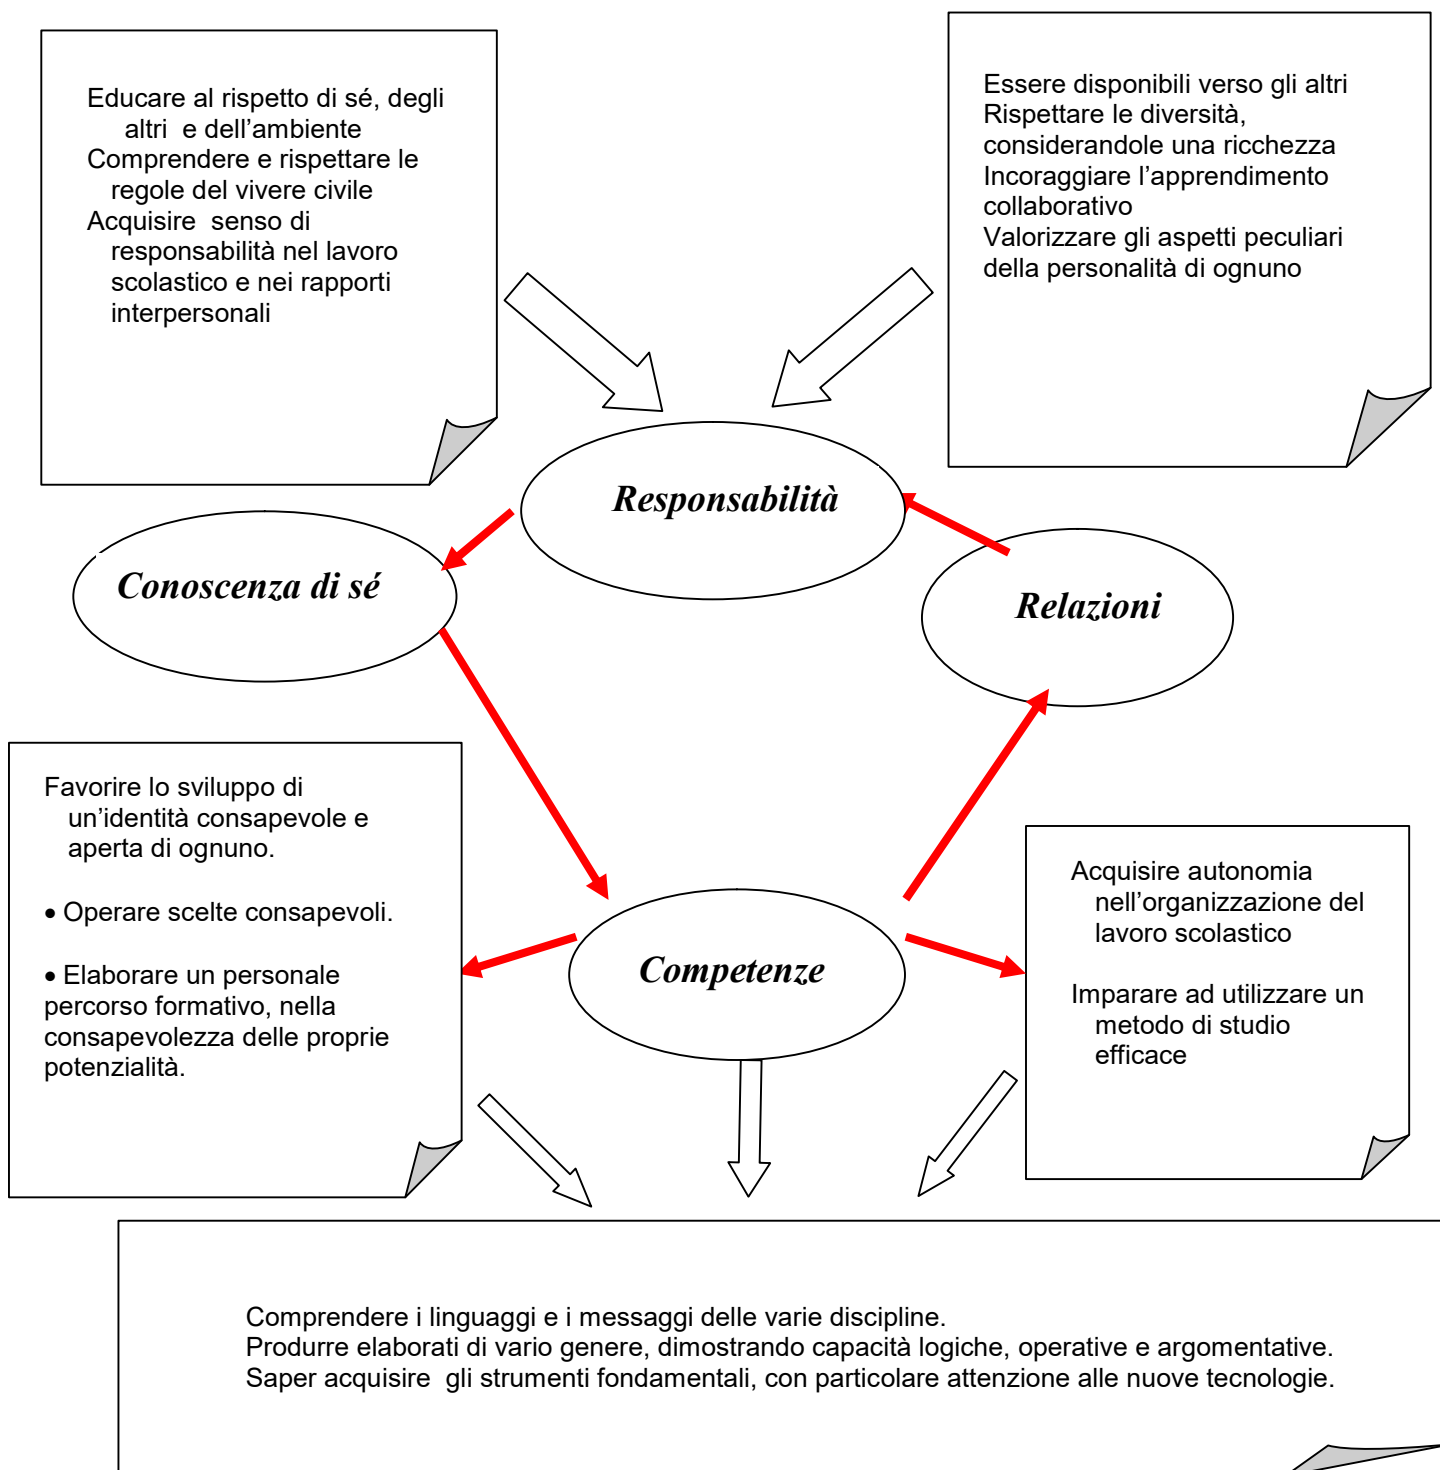 Educare al rispetto di sé, degli
altri  e dell’ambiente
Comprendere e rispettare le
regole del vivere civile
Acquisire  senso di
responsabilità nel lavoro
scolastico e nei rapporti
interpersonali
Essere disponibili verso gli altri
Rispettare le diversità,
considerandole una ricchezza
Incoraggiare l’apprendimento
collaborativo
Valorizzare gli aspetti peculiari
della personalità di ognuno
Responsabilità
Conoscenza di sé
Relazioni
Favorire lo sviluppo di
un’identità consapevole e
aperta di ognuno.
• Operare scelte consapevoli.
• Elaborare un personale
percorso formativo, nella
consapevolezza delle proprie
potenzialità.
Competenze
Acquisire autonomia
nell’organizzazione del
lavoro scolastico
Imparare ad utilizzare un
metodo di studio
efficace
Comprendere i linguaggi e i messaggi delle varie discipline.
Produrre elaborati di vario genere, dimostrando capacità logiche, operative e argomentative.
Saper acquisire  gli strumenti fondamentali, con particolare attenzione alle nuove tecnologie.